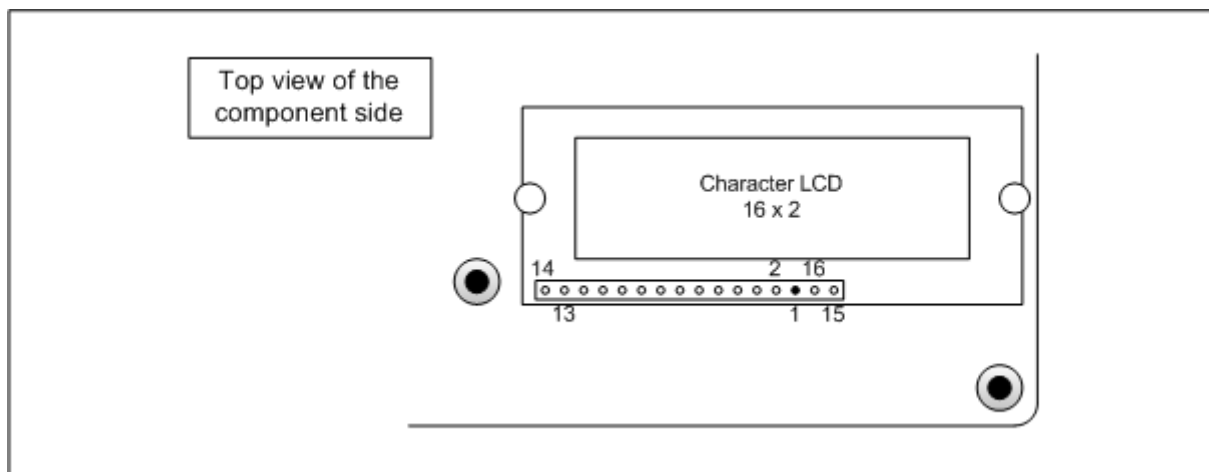 Top view of the
component side
Character LCD
16 x 2
14
2
16
13
1
15